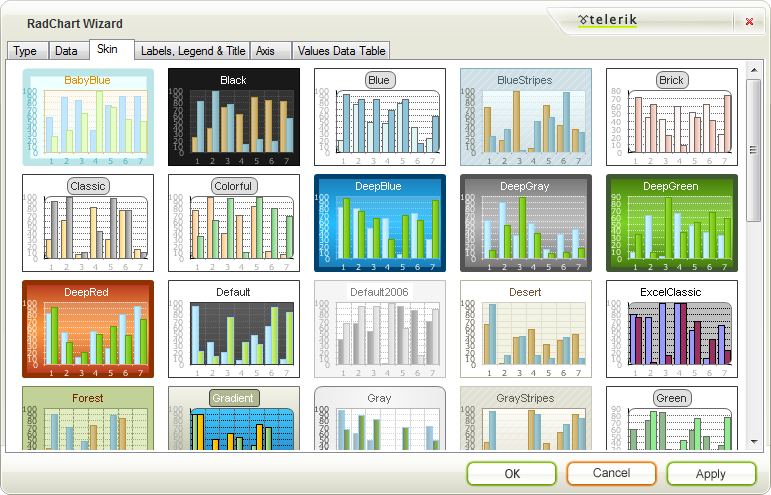 RadChart Wizard
telerik
Type Data Skin Labels, Legend & Title Axis Values Data Table
BabyBlue Black Blue BlueStripes Brick
Classic Colorful DeepBlue DeepGray DeepGreen
DeepRed Default Default2006 Desert ExcelClassic
Forest Gradient Gray GrayStripes Green
OK Cancel Apply